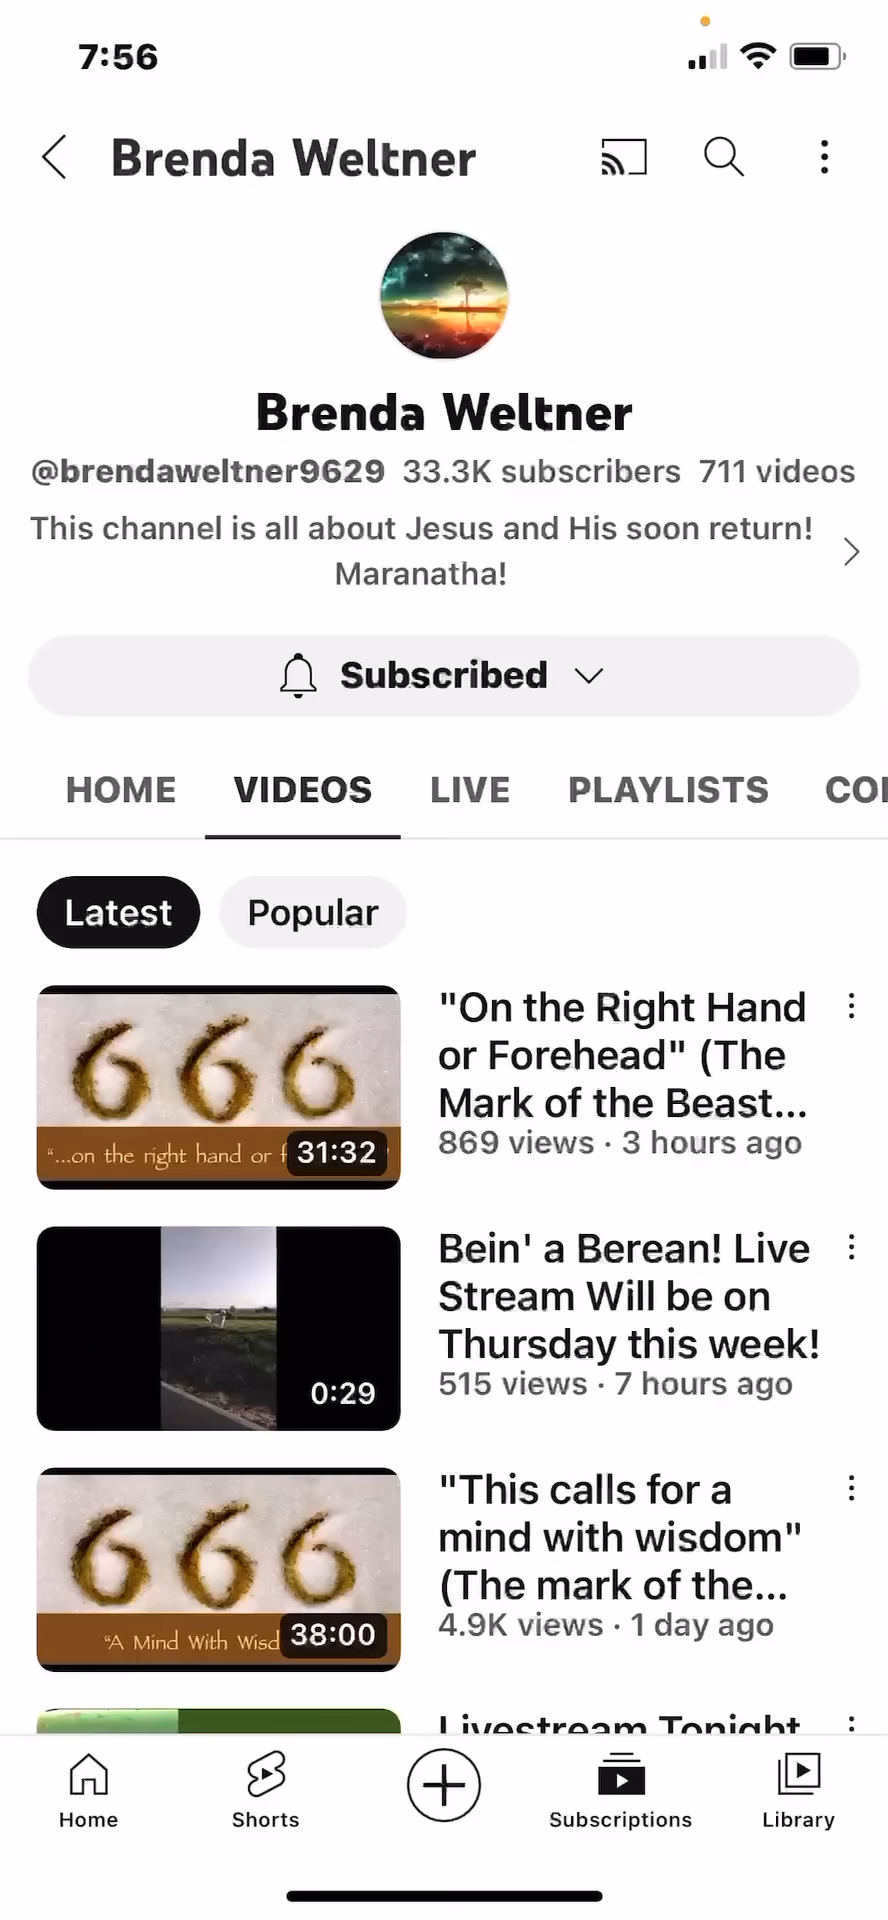 7:56
Brenda Weltner
Brenda Weltner
@brendaweltner9629 33.3K subscribers 711 videos
This channel is all about Jesus and His soon return!
Maranatha!
Subscribed
HOME VIDEOS LIVE PLAYLISTS
Latest Popular
666
"...on the right hand or
31:32
"On the Right Hand
or Forehead" (The
Mark of the Beast...
869 views · 3 hours ago
0:29
Bein' a Berean! Live
Stream Will be on
Thursday this week!
515 views · 7 hours ago
666
"A Mind With
38:00
"This calls for a
mind with wisdom"
(The mark of the...
4.9K views · 1 day ago
Livestream Tonight
Home Shorts Subscriptions Library